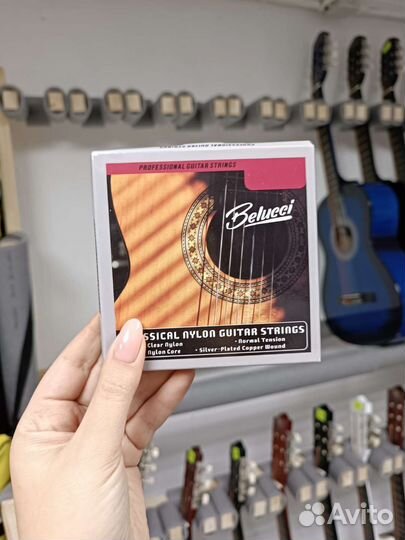 PROFESSIONAL GUITAR STRINGS
Belucci
SSICAL NYLON GUITAR STRINGS
Clear Nylon
• Normal Tension
Nylon Core
• Silver-Plated Copper Wound
Avito